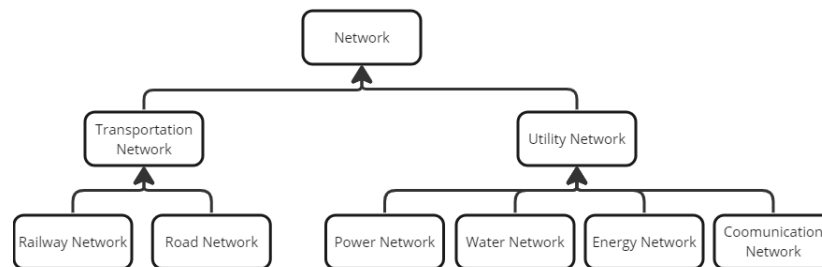 Network
Transportation
Network
Utility Network
Railway Network
Road Network
Power Network
Water Network
Energy Network
Coomunication
Network